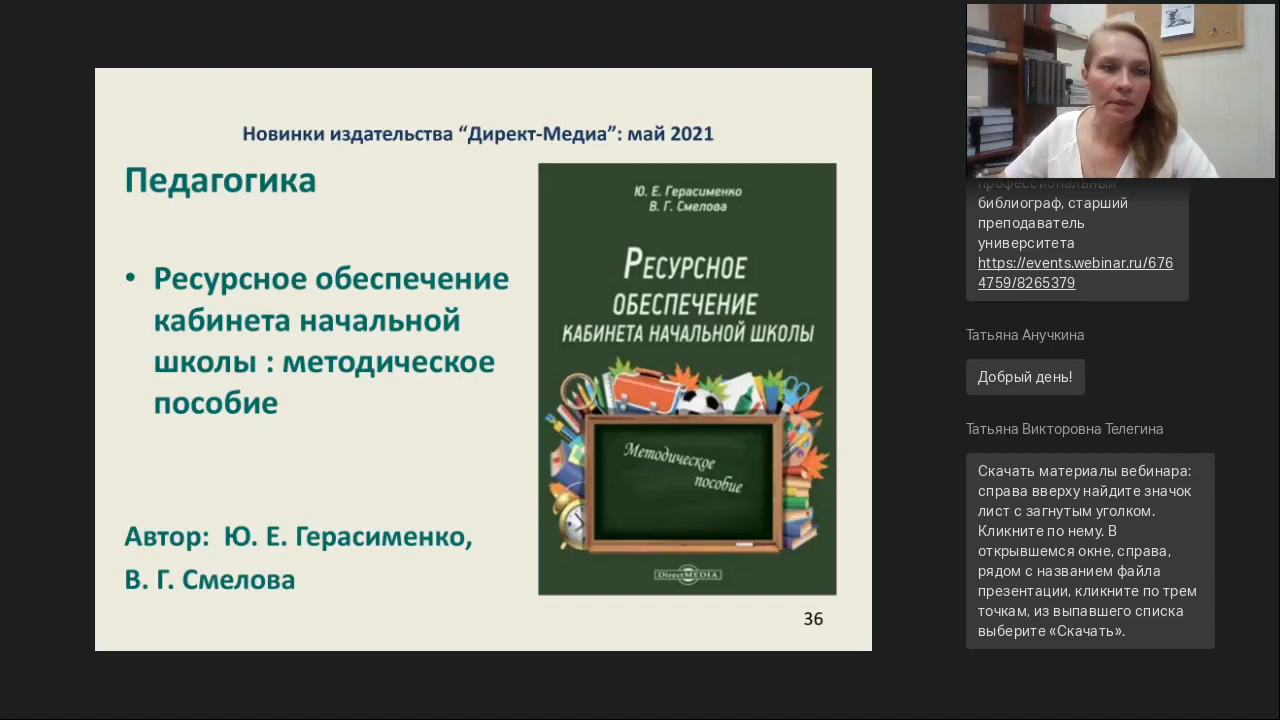 Новинки издательства “Директ-Медиа”: май 2021
Педагогика
• Ресурсное обеспечение
кабинета начальной
школы : методическое
пособие
Автор: Ю. Е. Герасименко,
В. Г. Смелова
Ю. Е. Герасименко
В. Г. Смелова
РЕСУРСНОЕ
ОБЕСПЕЧЕНИЕ
КАБИНЕТА НАЧАЛЬНОЙ ШКОЛЫ
Методическое
пособие
DirectMEDIA
36
профессиональный
библиограф, старший
преподаватель
университета
https://events.webinar.ru/676
4759/8265379
Татьяна Анучкина
Добрый день!
Татьяна Викторовна Телегина
Скачать материалы вебинара:
справа вверху найдите значок
лист с загнутым уголком.
Кликните по нему. В
открывшемся окне, справа,
рядом с названием файла
презентации, кликните по трем
точкам, из выпавшего списка
выберите «Скачать».